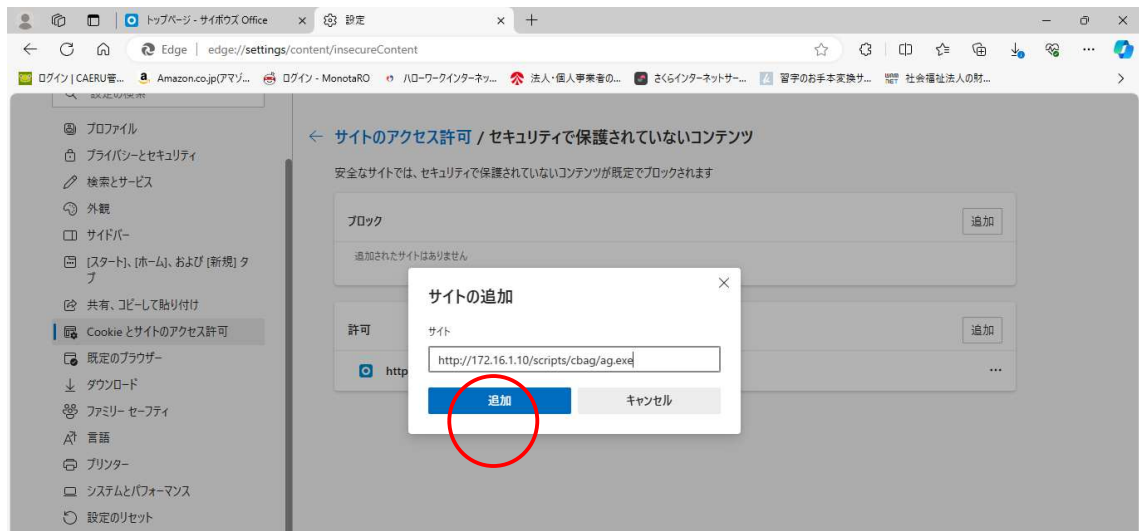 トップページ - サイボウズ Office
設定
Edge
edge://settings/content/insecureContent
ログイン | CAERU管...
Amazon.co.jp(アマゾ...
ログイン - MonotaRO
ハローワークインターネッ...
法人・個人事業者の...
さくらインターネットサー...
習字のお手本変換サ...
社会福祉法人の財...
設定の検索
プロファイル
プライバシーとセキュリティ
検索とサービス
外観
サイドバー
[スタート]、[ホーム]、および [新規] タ
ブ
共有、コピーして貼り付け
Cookie とサイトのアクセス許可
既定のブラウザー
ダウンロード
ファミリー セーフティ
言語
プリンター
システムとパフォーマンス
設定のリセット
サイトのアクセス許可 / セキュリティで保護されていないコンテンツ
安全なサイトでは、セキュリティで保護されていないコンテンツが既定でブロックされます
ブロック
追加
追加されたサイトはありません
許可
追加
http
サイトの追加
サイト
http://172.16.1.10/scripts/cbag/ag.exe
追加
キャンセル